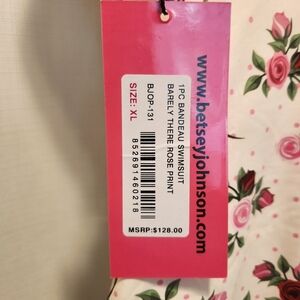 www.betseyjohnson.com
1PC BANDEAU SWIMSUIT
BARELY THERE ROSE PRINT
BJOP-131
852691460218
SIZE: XL
MSRP:$128.00